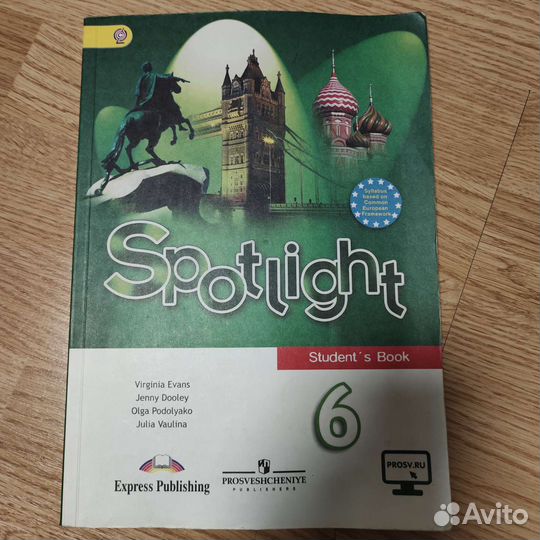 Syllabus
based on
Common
European
Framework
Spotlight
Student´s Book
Virginia Evans
Jenny Dooley
Olga Podolyako
Julia Vaulina
6
PROSV.RU
Express Publishing
PROSVESHCHENIYE
PUBLISHERS
Avito